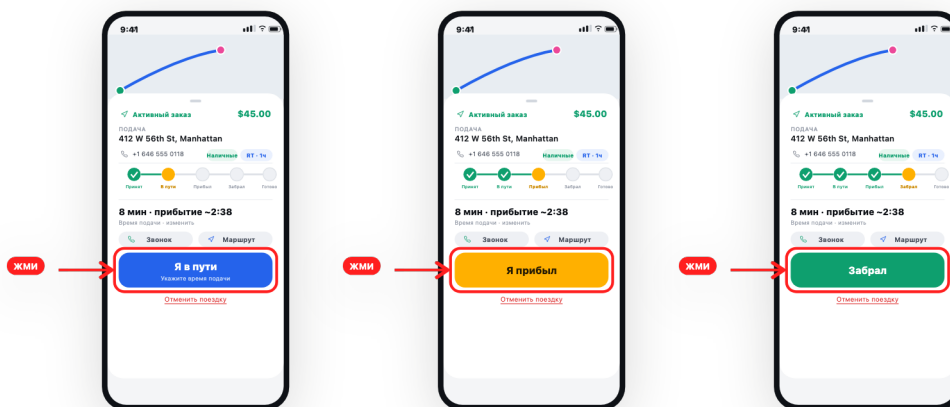 9:41
Активный заказ $45.00
ПОДАЧА
412 W 56th St, Manhattan
+1 646 555 0118 Наличные RT · 1ч
Принял В пути Прибыл Забрал Готово
8 мин · прибытие ~2:38
Время подачи · изменить
Звонок Маршрут
ЖМИ
Я в пути
Укажите время подачи
Отменить поездку
9:41
Активный заказ $45.00
ПОДАЧА
412 W 56th St, Manhattan
+1 646 555 0118 Наличные RT · 1ч
Принял В пути Прибыл Забрал Готово
8 мин · прибытие ~2:38
Время подачи · изменить
Звонок Маршрут
ЖМИ
Я прибыл
Отменить поездку
9:41
Активный заказ $45.00
ПОДАЧА
412 W 56th St, Manhattan
+1 646 555 0118 Наличные RT · 1ч
Принял В пути Прибыл Забрал Готово
8 мин · прибытие ~2:38
Время подачи · изменить
Звонок Маршрут
ЖМИ
Забрал
Отменить поездку